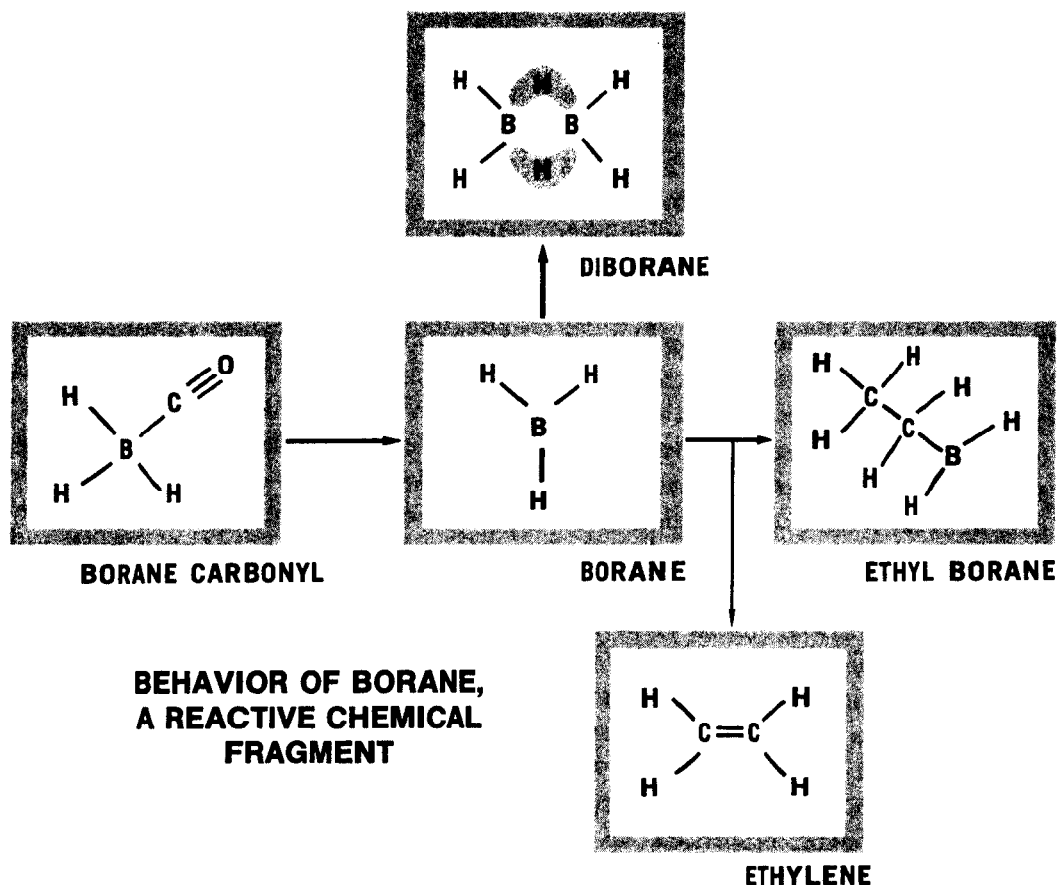 H H H
B B
H H H
DIBORANE
O
C
H
B
H H
BORANE CARBONYL
H H
B
H
BORANE
H H
C H
H C H
H B
H
ETHYL BORANE
BEHAVIOR OF BORANE,
A REACTIVE CHEMICAL
FRAGMENT
H H
C C
H H
ETHYLENE